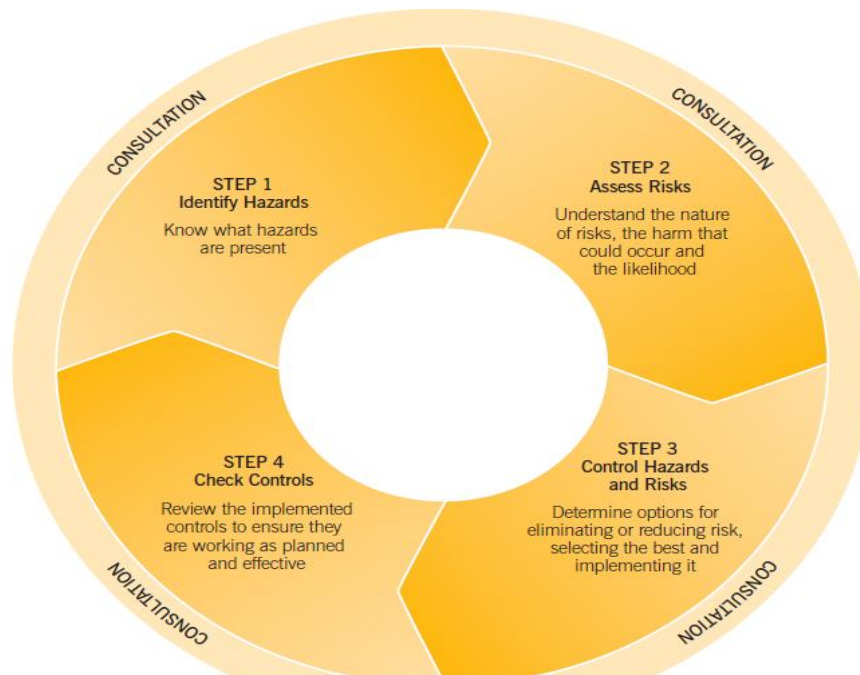 CONSULTATION
CONSULTATION
STEP 1
Identify Hazards
Know what hazards
are present
STEP 2
Assess Risks
Understand the nature
of risks, the harm that
could occur and
the likelihood
STEP 4
Check Controls
Review the implemented
controls to ensure they
are working as planned
and effective
STEP 3
Control Hazards
and Risks
Determine options for
eliminating or reducing risk,
selecting the best and
implementing it
CONSULTATION
CONSULTATION